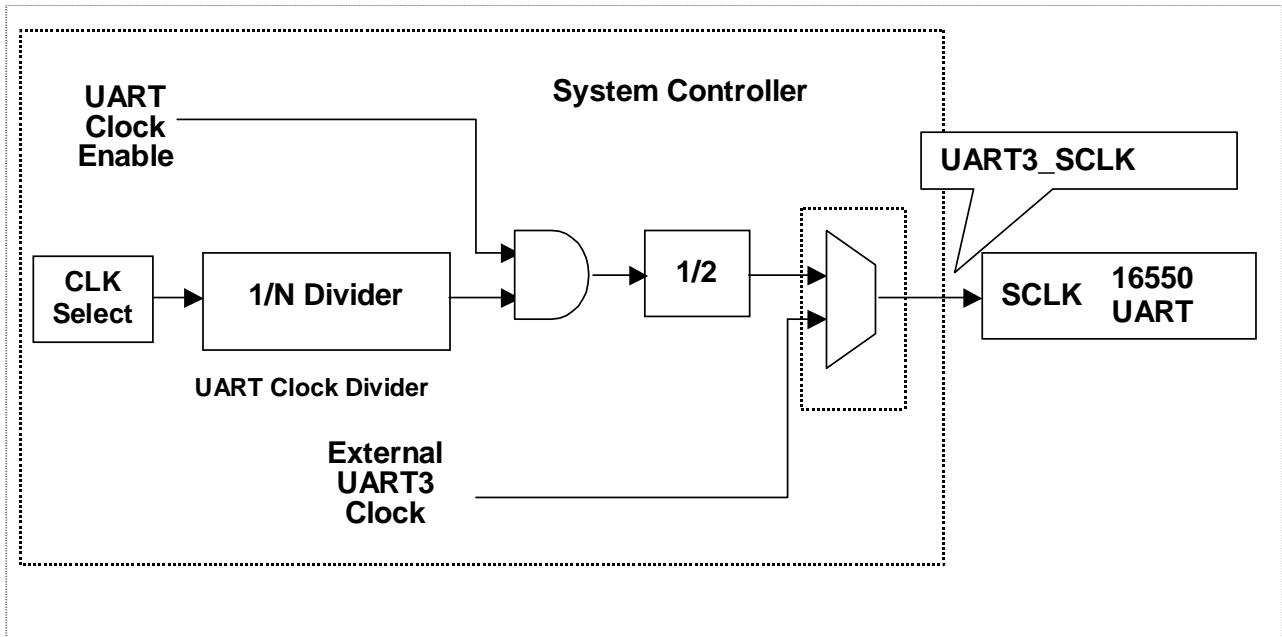 System Controller
UART
Clock
Enable
UART3_SCLK
CLK
Select
1/N Divider
1/2
SCLK 16550
UART
UART Clock Divider
External
UART3
Clock